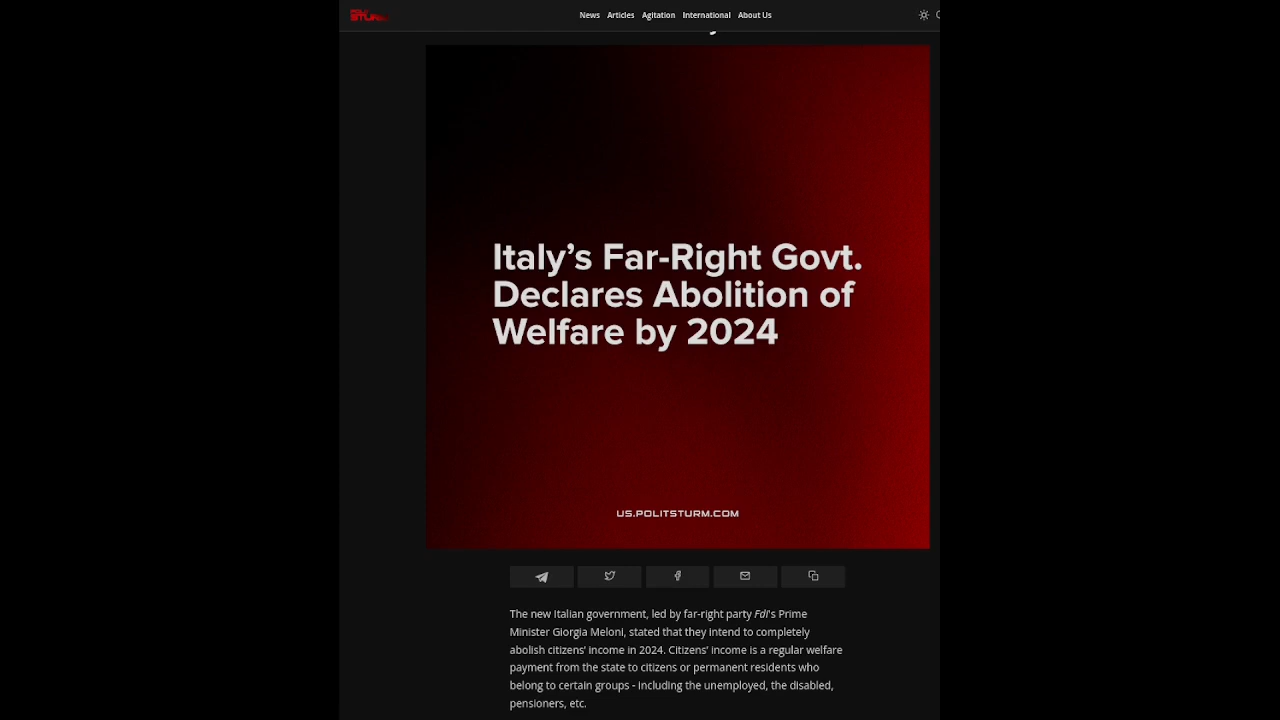 STURM
News Articles Agitation International About Us
Italy’s Far-Right Govt.
Declares Abolition of
Welfare by 2024
US.POLITSTURM.COM
The new Italian government, led by far-right party FdI's Prime
Minister Giorgia Meloni, stated that they intend to completely
abolish citizens' income in 2024. Citizens' income is a regular welfare
payment from the state to citizens or permanent residents who
belong to certain groups - including the unemployed, the disabled,
pensioners, etc.